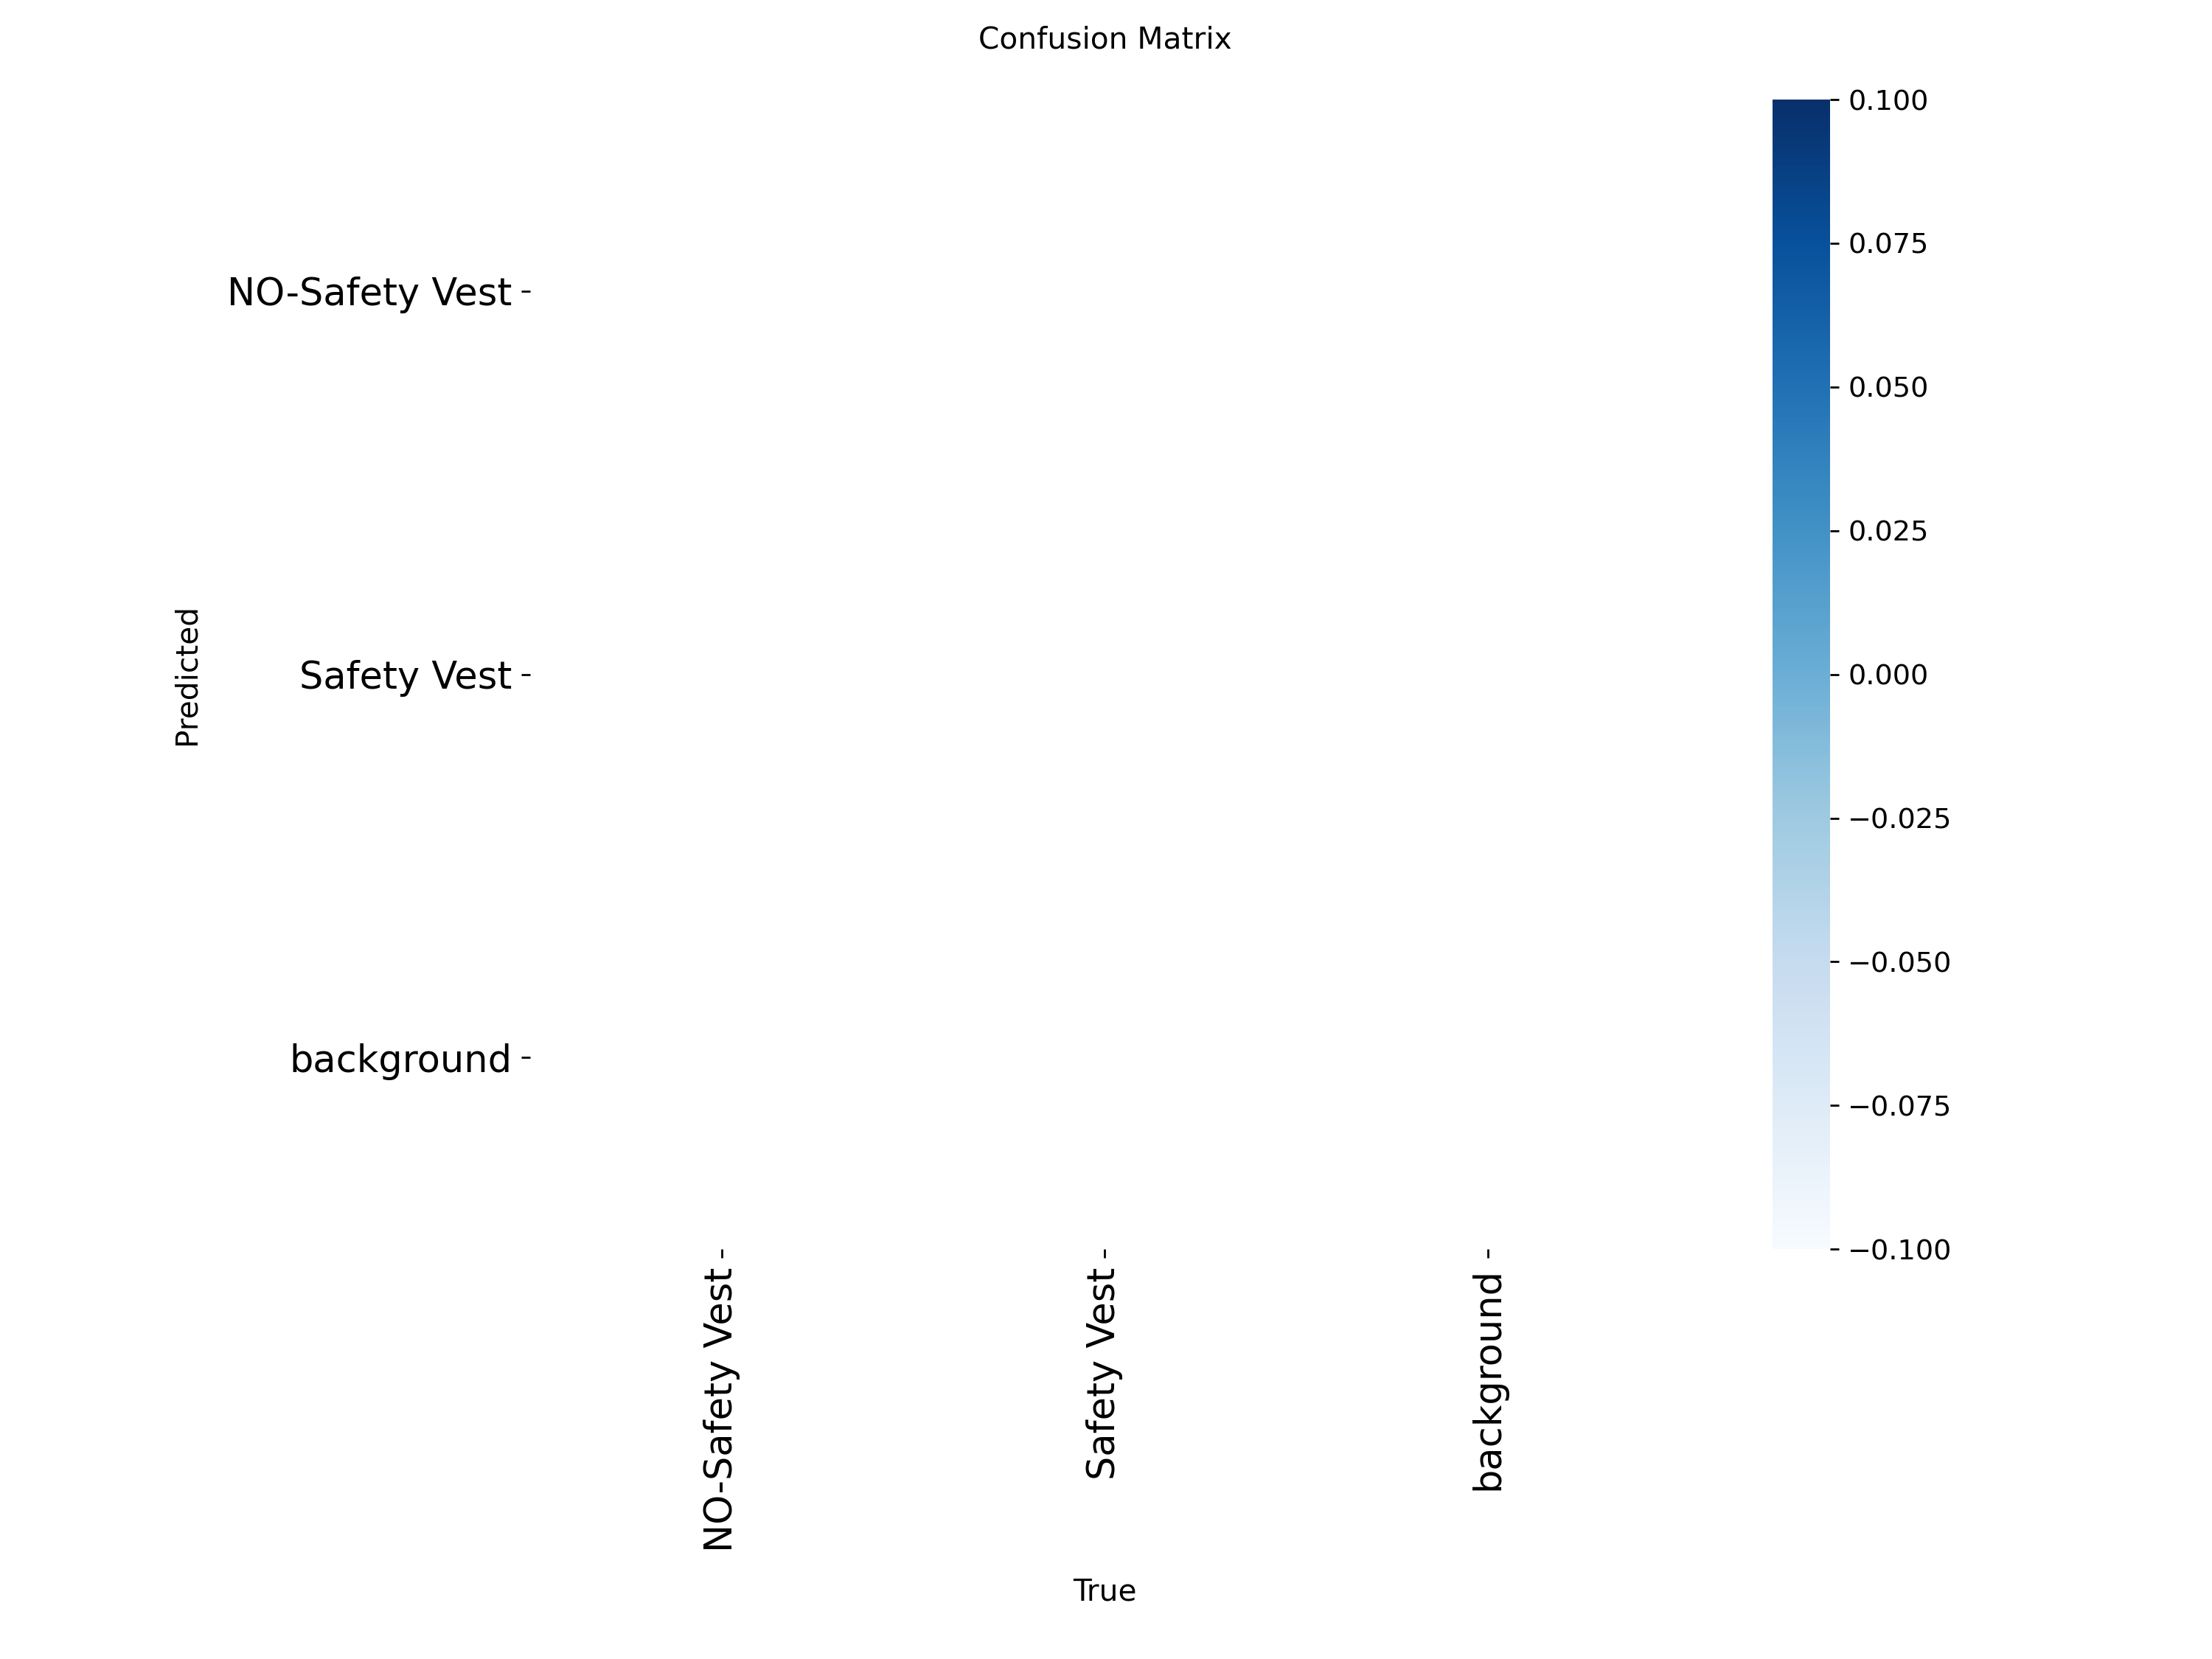 Confusion Matrix
Predicted
NO-Safety Vest
Safety Vest
background
NO-Safety Vest
Safety Vest
background
True
0.100
0.075
0.050
0.025
0.000
−0.025
−0.050
−0.075
−0.100